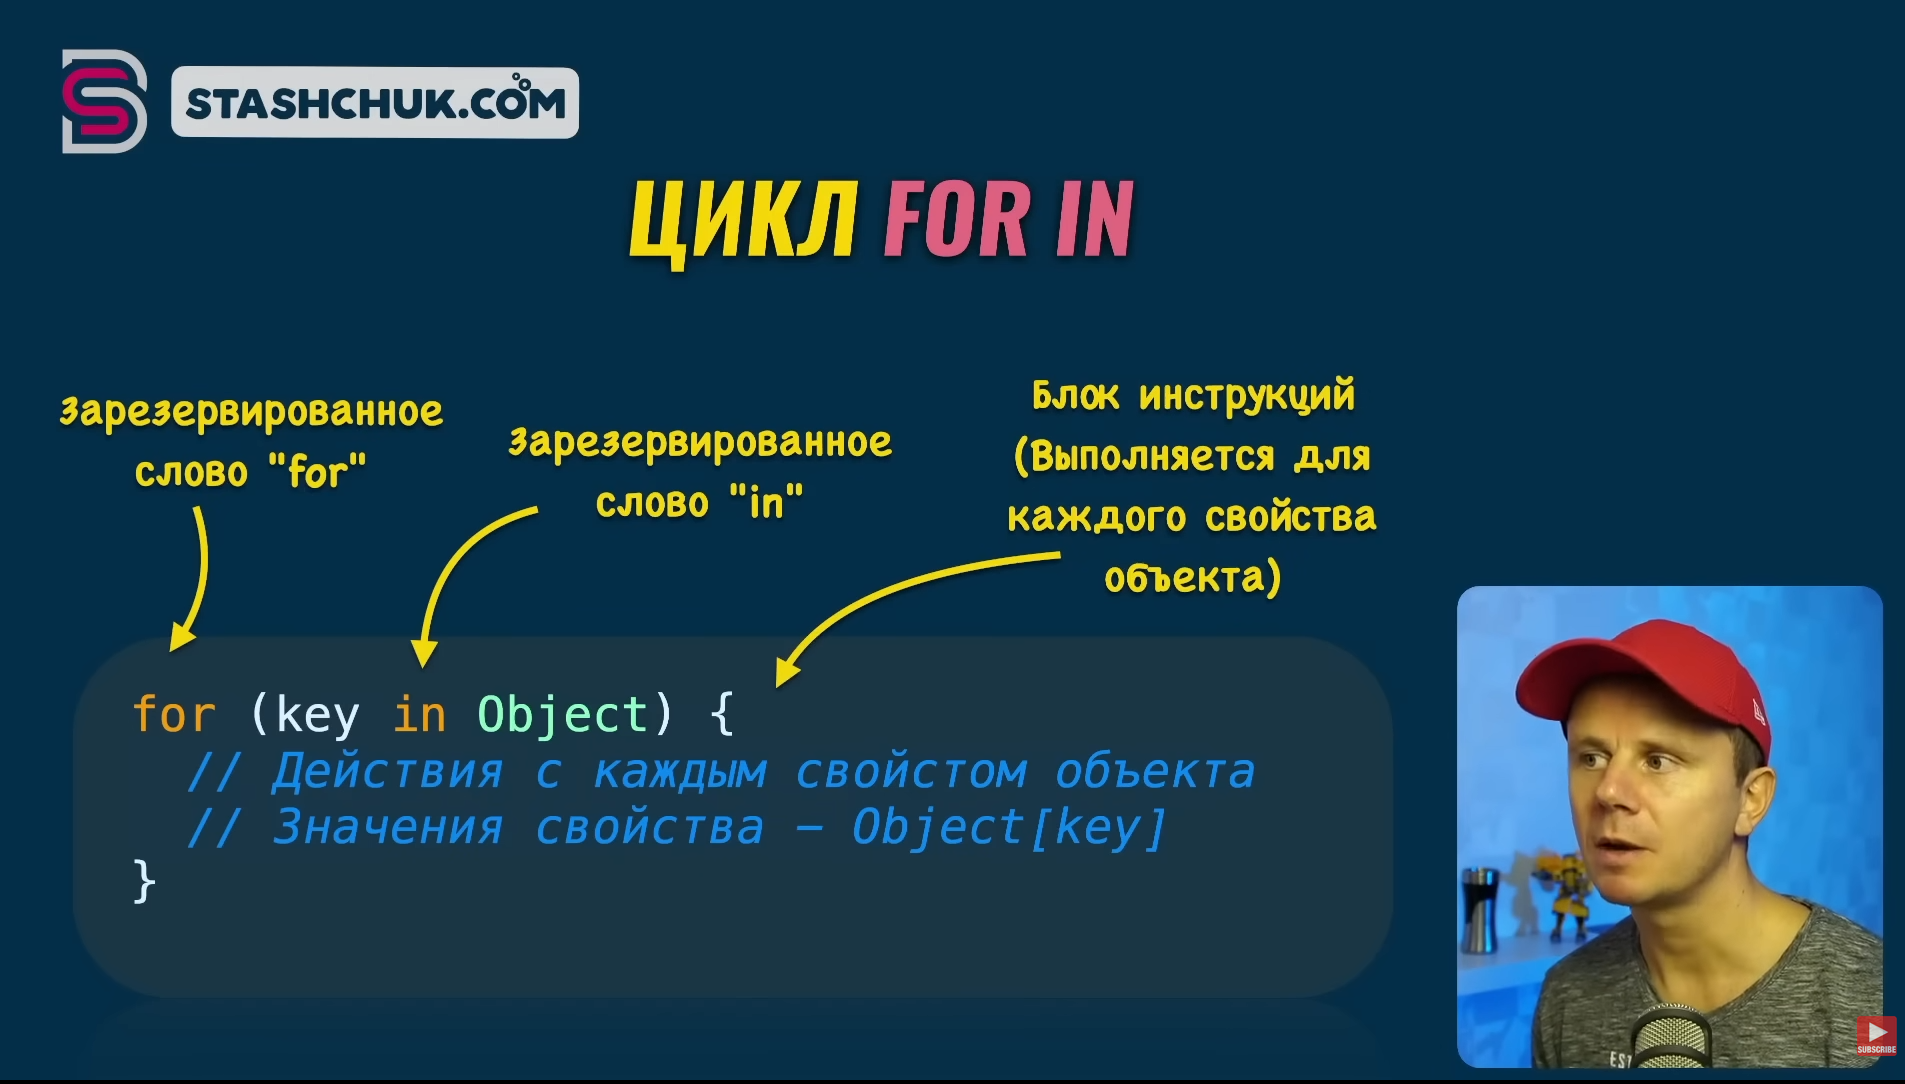 STASHCHUK.COM
ЦИКЛ FOR IN
Зарезервированное
слово "for"
Зарезервированное
слово "in"
Блок инструкций
(Выполняется для
каждого свойства
объекта)
for (key in Object) {
// Действия с каждым свойстом объекта
// Значения свойства – Object[key]
}
SUBSCRIBE